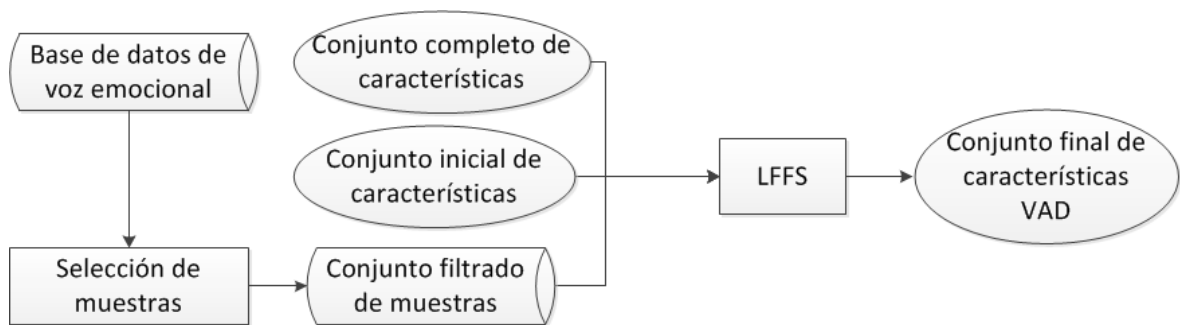 Base de datos de
voz emocional
Conjunto completo de
características
Conjunto inicial de
características
LFFS
Conjunto final de
características
VAD
Selección de
muestras
Conjunto filtrado
de muestras